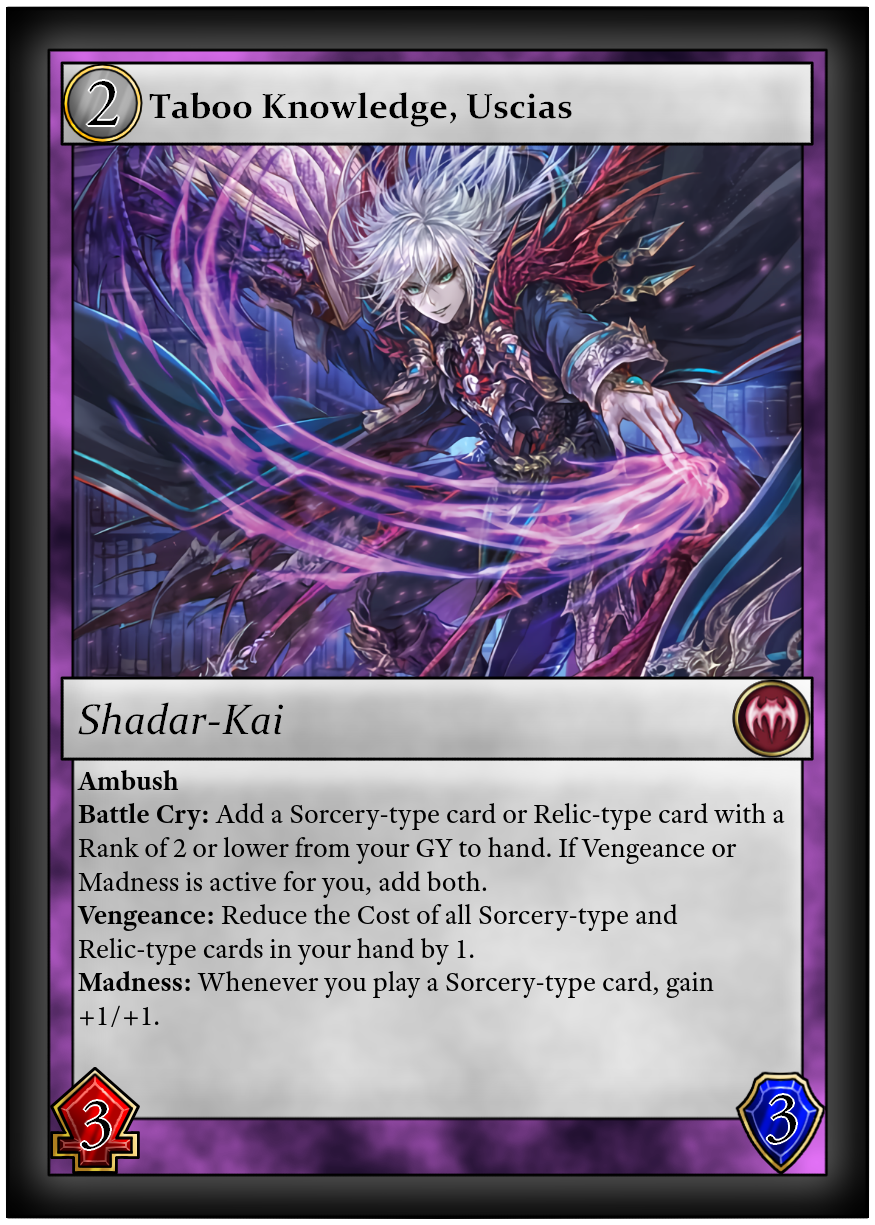 2 Taboo Knowledge, Uscias
Shadar-Kai
Ambush
Battle Cry: Add a Sorcery-type card or Relic-type card with a
Rank of 2 or lower from your GY to hand. If Vengeance or
Madness is active for you, add both.
Vengeance: Reduce the Cost of all Sorcery-type and
Relic-type cards in your hand by 1.
Madness: Whenever you play a Sorcery-type card, gain
+1/+1.
3 3